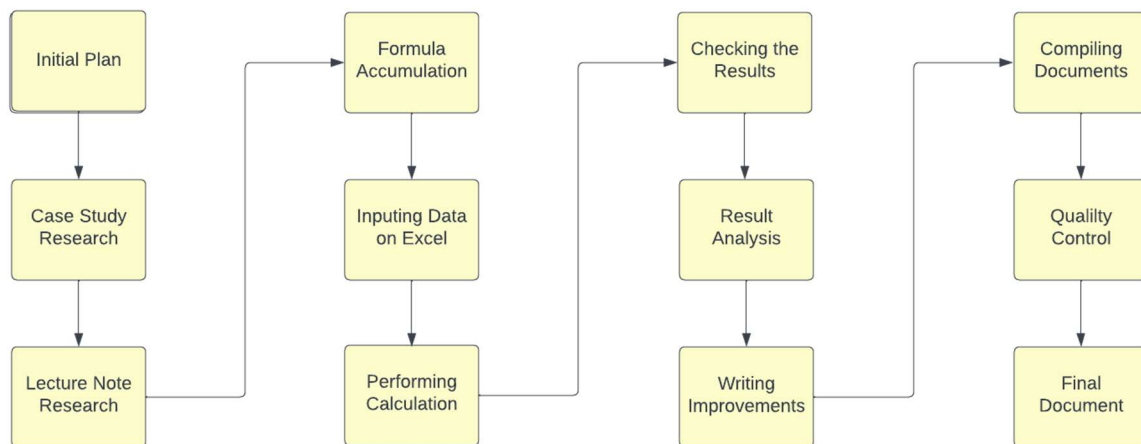 Initial Plan
Case Study
Research
Lecture Note
Research
Formula
Accumulation
Inputing Data
on Excel
Performing
Calculation
Checking the
Results
Result
Analysis
Writing
Improvements
Compiling
Documents
Qualilty
Control
Final
Document